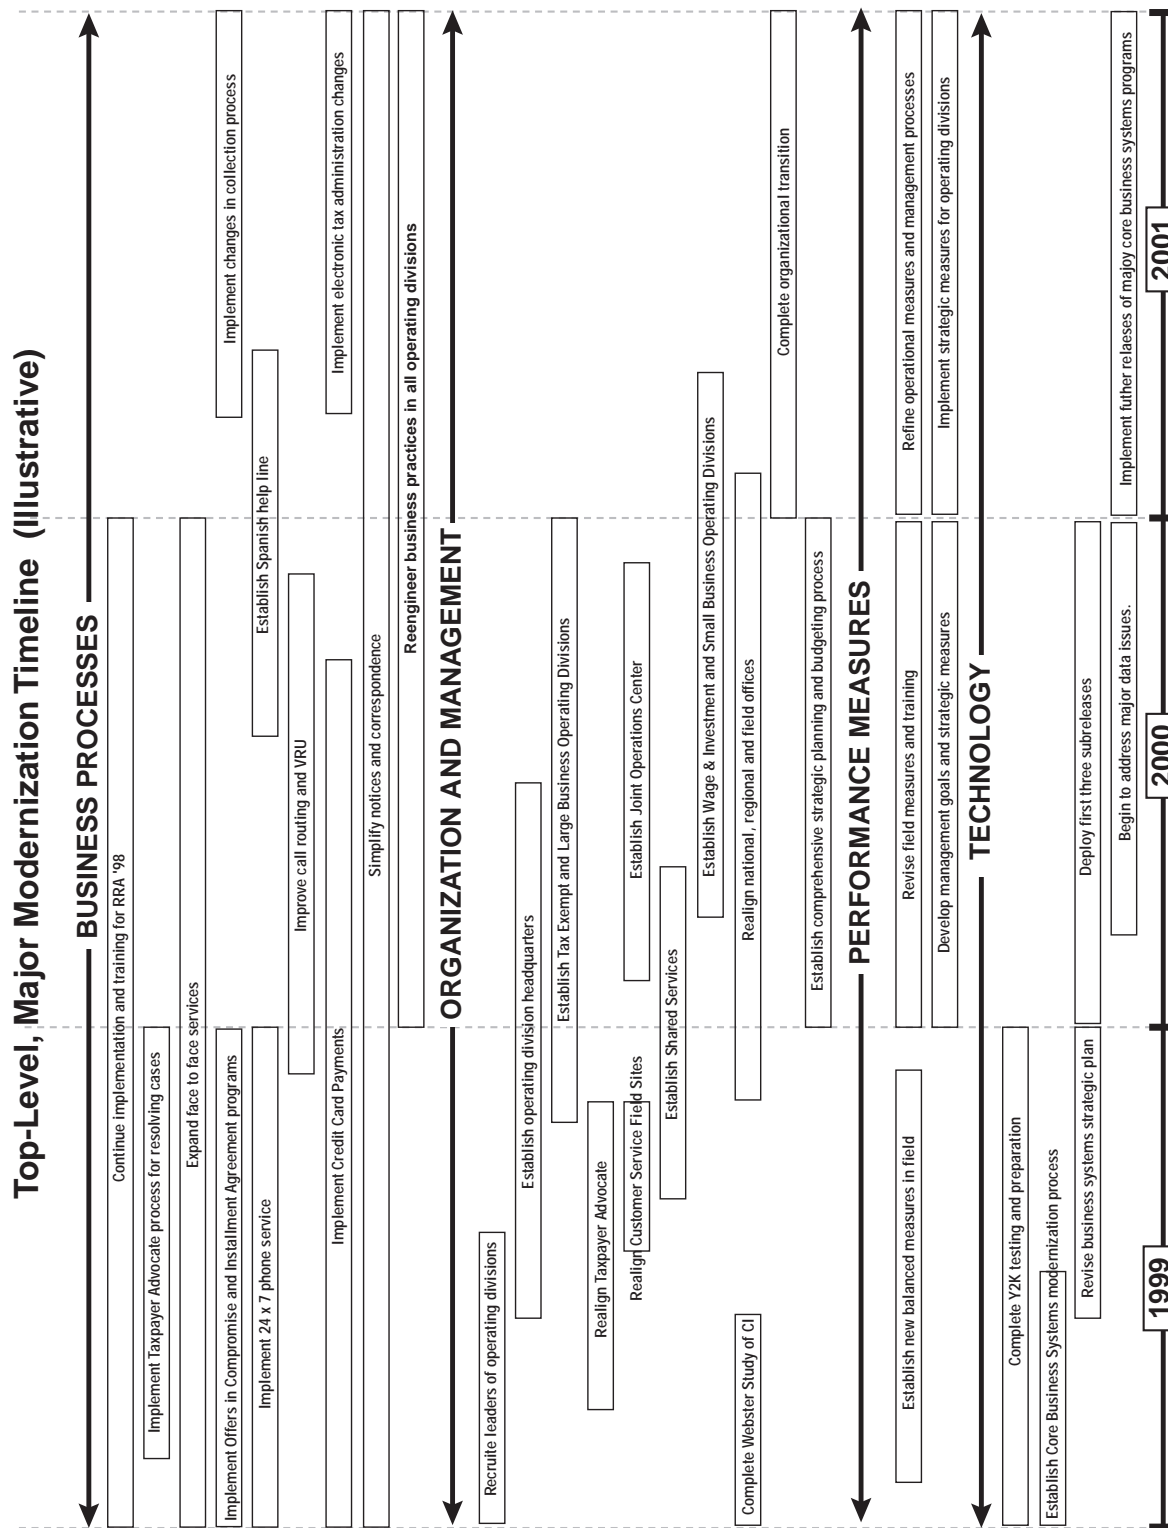 Top-Level, Major Modernization Timeline (Illustrative)
BUSINESS PROCESSES
Continue implementation and training for RRA '98
Implement Taxpayer Advocate process for resolving cases
Expand face to face services
Implement Offers in Compromise and Installment Agreement programs
Implement changes in collection process
Implement 24 x 7 phone service
Establish Spanish help line
Improve call routing and VRU
Implement Credit Card Payments
Implement electronic tax administration changes
Simplify notices and correspondence
Reengineer business practices in all operating divisions
ORGANIZATION AND MANAGEMENT
Recruite leaders of operating divisions
Establish operating division headquarters
Establish Tax Exempt and Large Business Operating Divisions
Realign Taxpayer Advocate
Realign Customer Service Field Sites
Establish Joint Operations Center
Establish Shared Services
Establish Wage & Investment and Small Business Operating Divisions
Complete Webster Study of CI
Realign national, regional and field offices
Complete organizational transition
Establish comprehensive strategic planning and budgeting process
PERFORMANCE MEASURES
Establish new balanced measures in field
Revise field measures and training
Refine operational measures and management processes
Develop management goals and strategic measures
Implement strategic measures for operating divisions
TECHNOLOGY
Complete Y2K testing and preparation
Establish Core Business Systems modernization process
Revise business systems strategic plan
Deploy first three subreleases
Begin to address major data issues.
Implement futher relaeses of majoy core business systems programs
1999
2000
2001